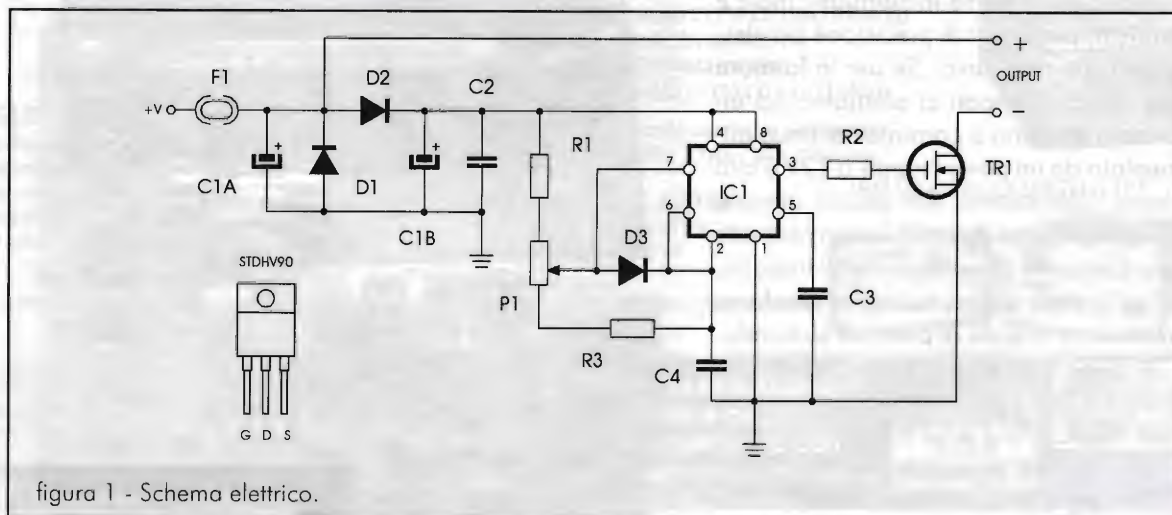 +
OUTPUT
−
F1
D2
C2
+V
+
+
R1
4
8
R2
7
3
TR1
IC1
C1A
D1
6
5
C1B
D3
2
1
STDHV90
P1
C3
R3
C4
G D S
figura 1 - Schema elettrico.